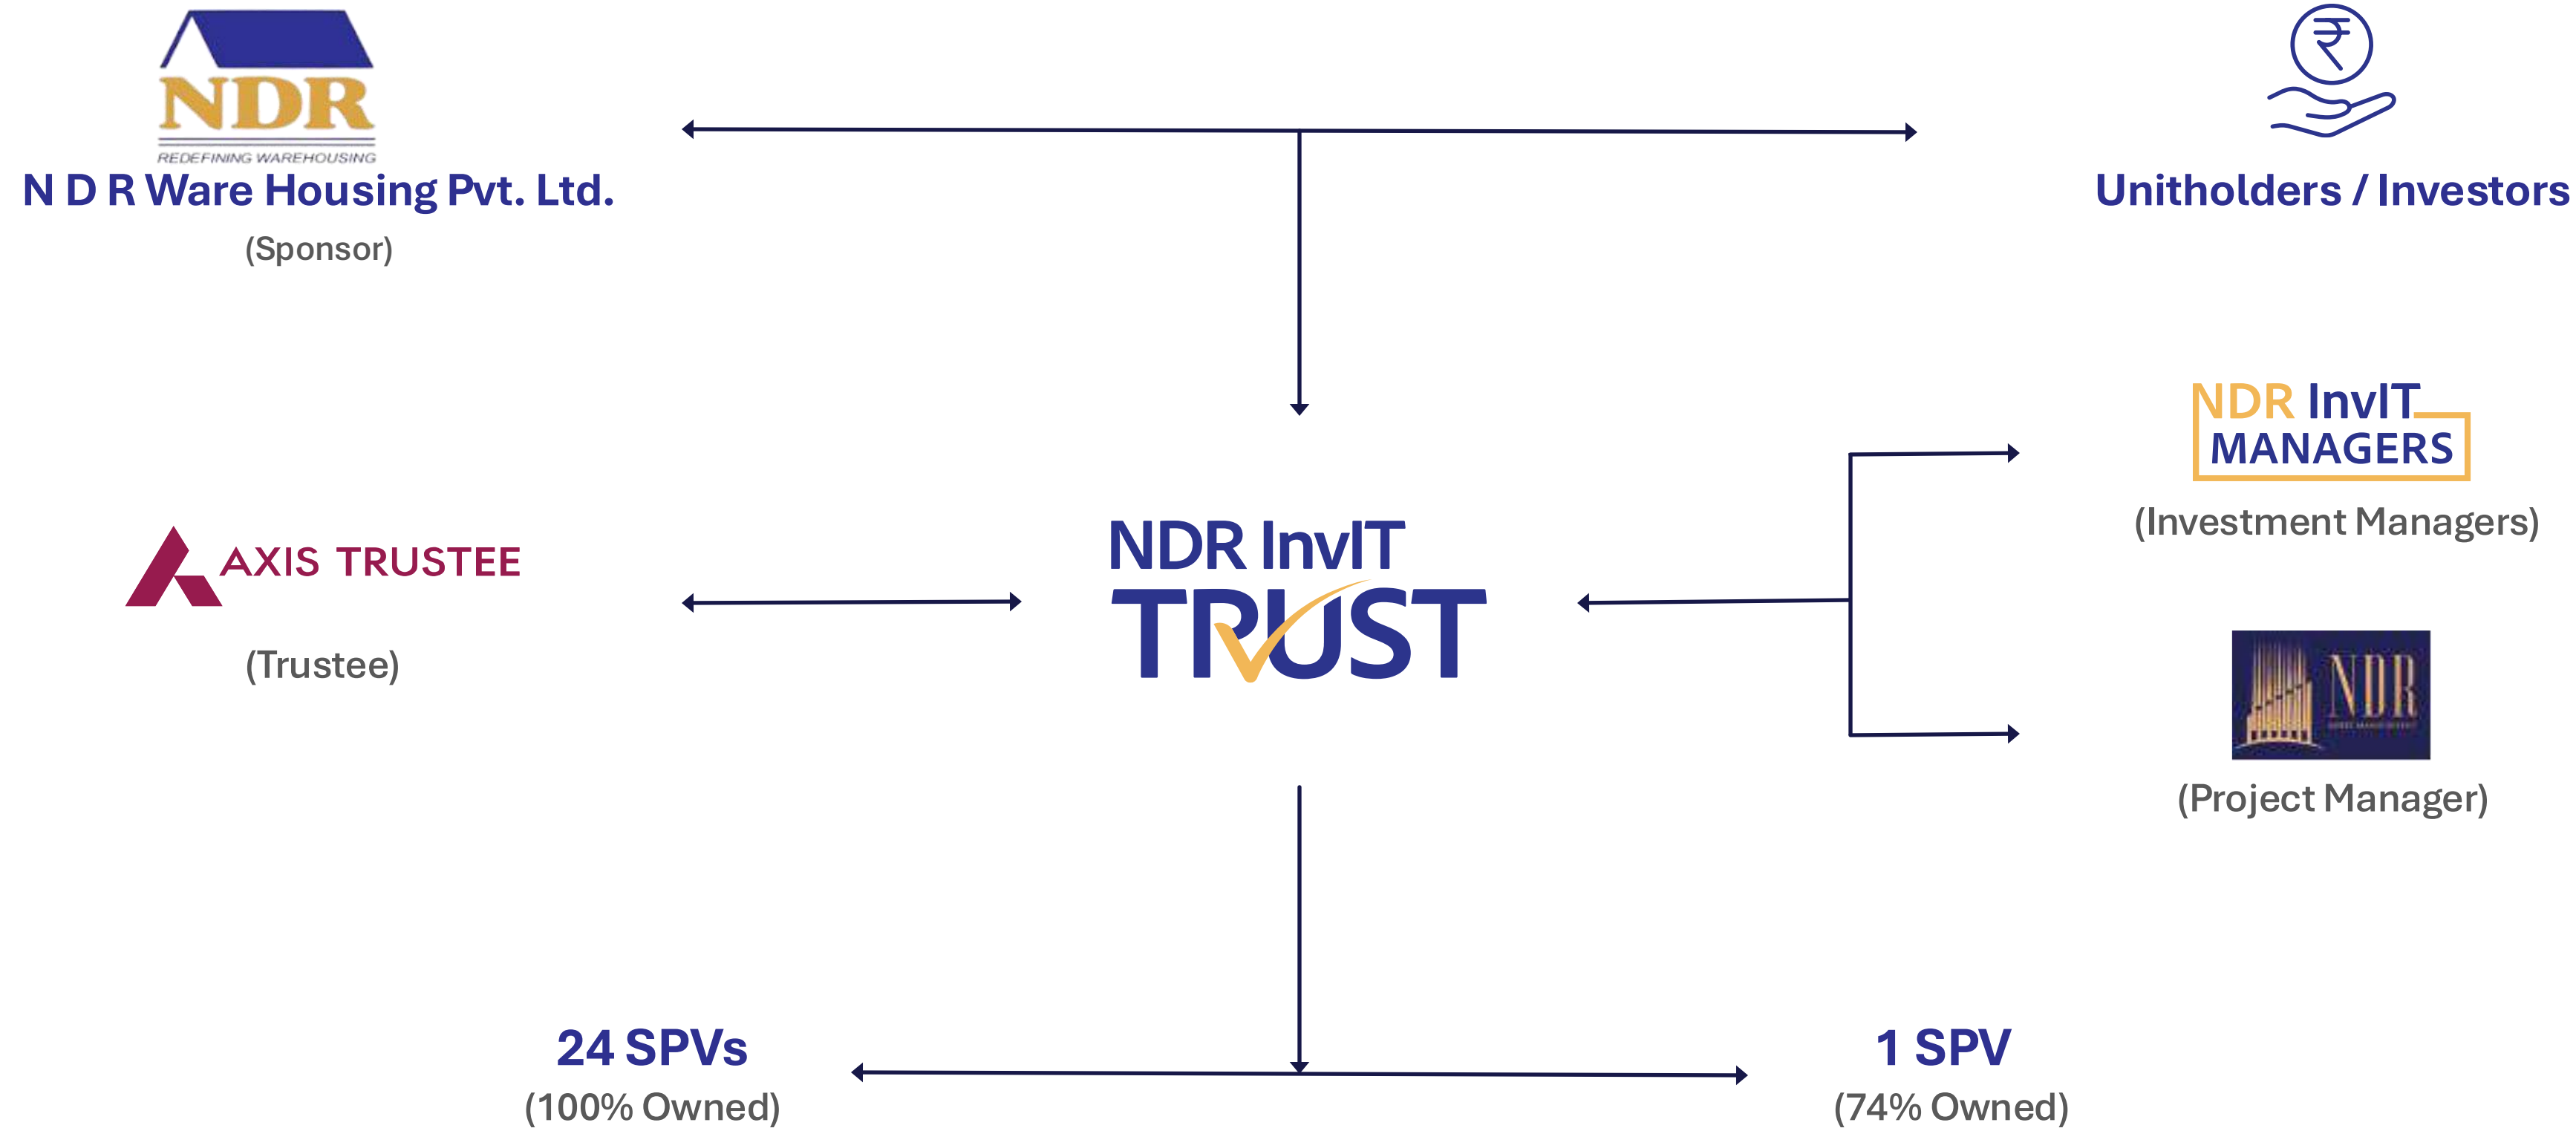 NDR
REDEFINING WAREHOUSING
N D R Ware Housing Pvt. Ltd.
(Sponsor)
₹
Unitholders / Investors
NDR InvIT
MANAGERS
(Investment Managers)
AXIS TRUSTEE
(Trustee)
NDR InvIT
TRUST
NDR
(Project Manager)
24 SPVs
(100% Owned)
1 SPV
(74% Owned)